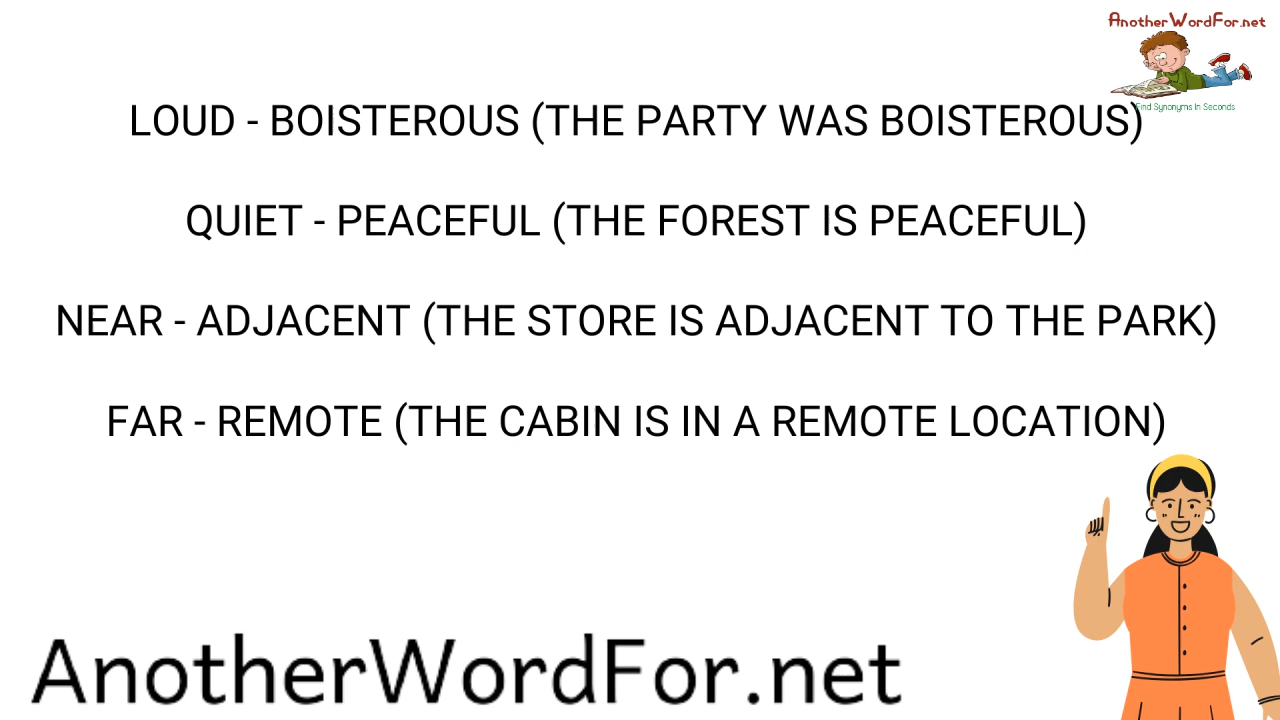 AnotherWordFor.net
Find Synonyms In Seconds
LOUD - BOISTEROUS (THE PARTY WAS BOISTEROUS)
QUIET - PEACEFUL (THE FOREST IS PEACEFUL)
NEAR - ADJACENT (THE STORE IS ADJACENT TO THE PARK)
FAR - REMOTE (THE CABIN IS IN A REMOTE LOCATION)
AnotherWordFor.net